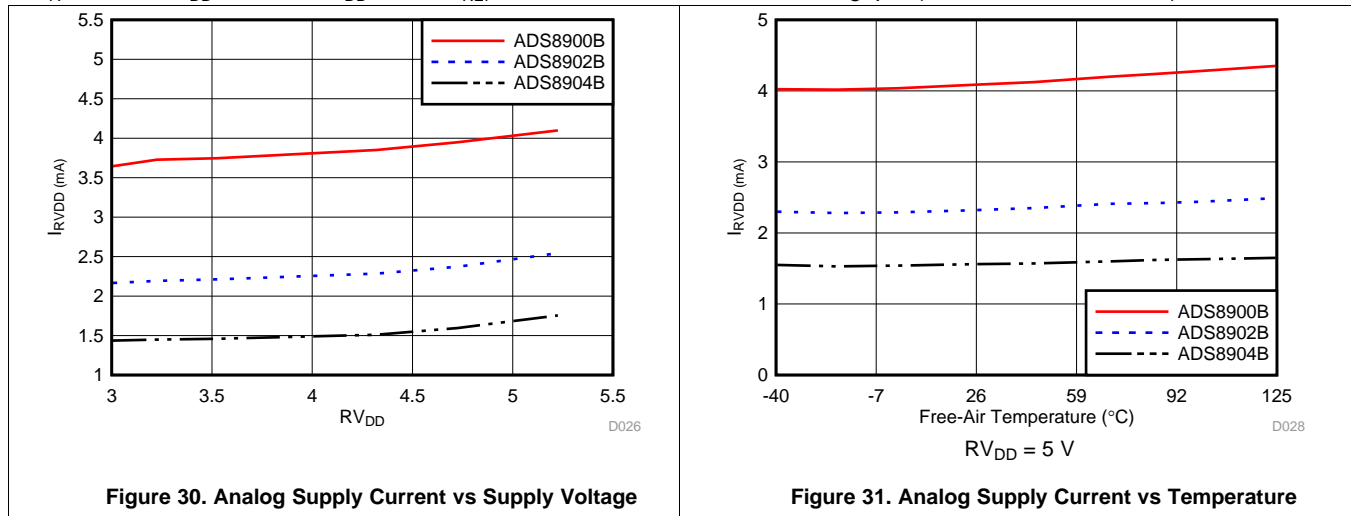 5.5
5
4.5
4
3.5
3
2.5
2
1.5
1
I_RVDD (mA)
ADS8900B
ADS8902B
ADS8904B
3 3.5 4 4.5 5 5.5
RV_DD
D026
Figure 30. Analog Supply Current vs Supply Voltage
5
4
3
2
1
0
I_RVDD (mA)
ADS8900B
ADS8902B
ADS8904B
-40 -7 26 59 92 125
Free-Air Temperature (°C)
D028
RV_DD = 5 V
Figure 31. Analog Supply Current vs Temperature